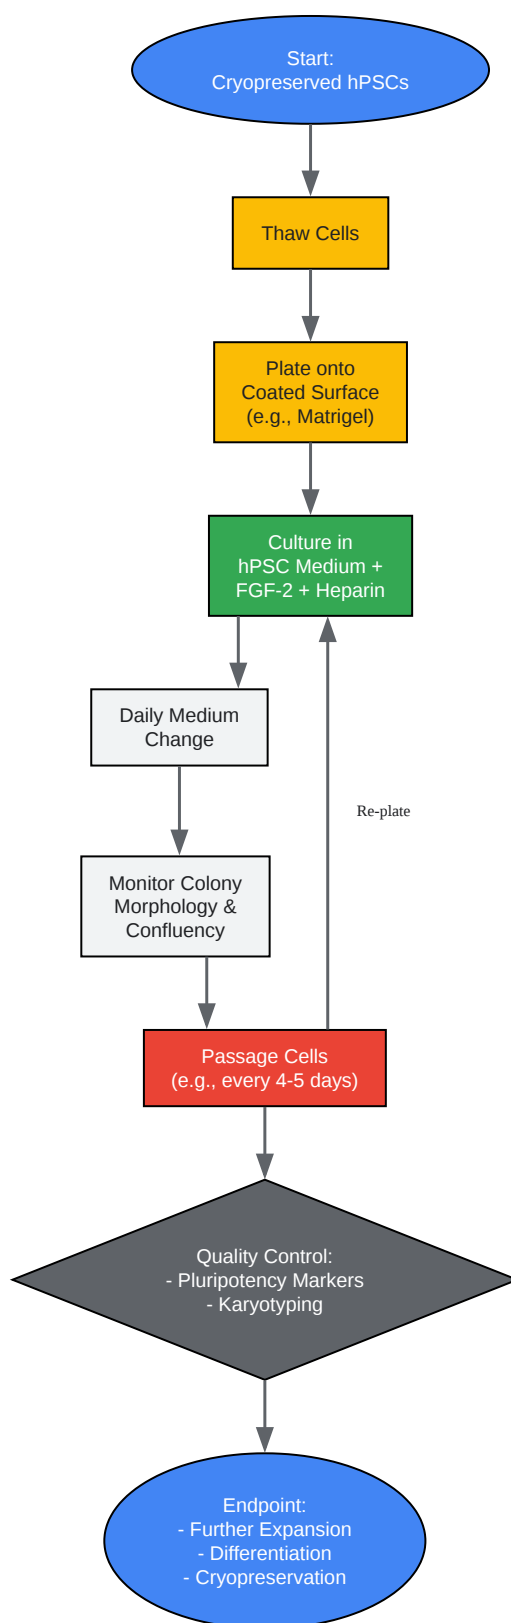 Start:
Cryopreserved hPSCs
Thaw Cells
Plate onto
Coated Surface
(e.g., Matrigel)
Culture in
hPSC Medium +
FGF-2 + Heparin
Daily Medium
Change
Re-plate
Monitor Colony
Morphology &
Confluency
Passage Cells
(e.g., every 4-5 days)
Quality Control:
- Pluripotency Markers
- Karyotyping
Endpoint:
- Further Expansion
- Differentiation
- Cryopreservation